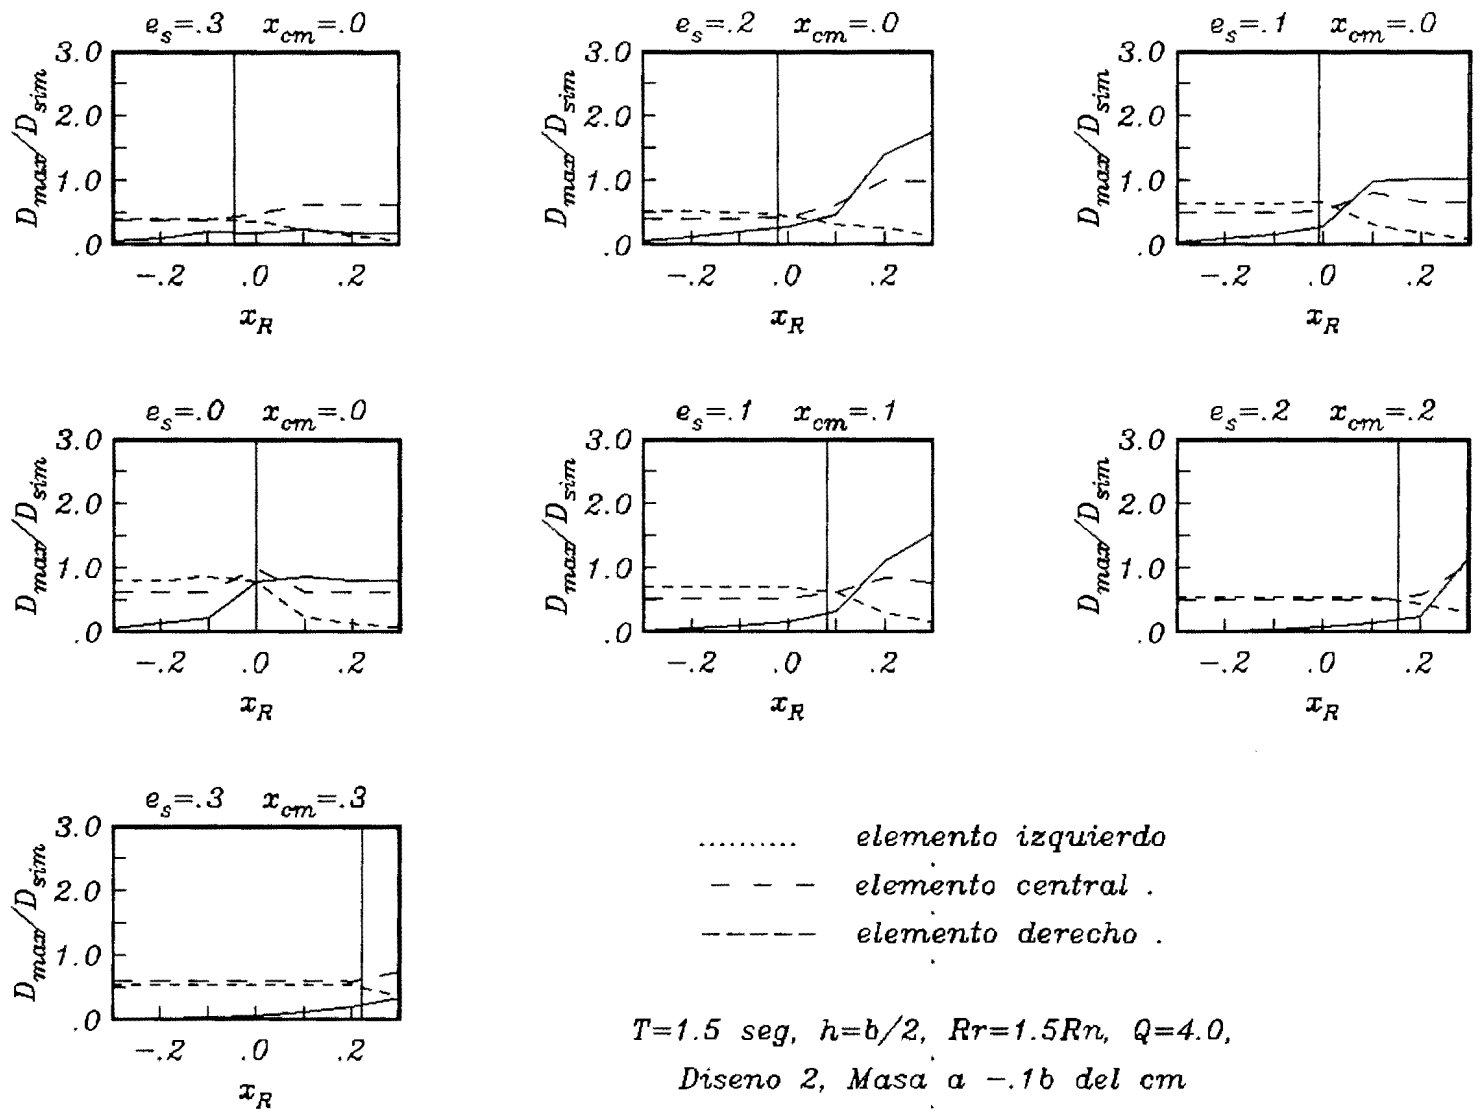 e_s=.3 x_cm=.0
D_max/D_sim
3.0
2.0
1.0
.0
-.2 .0 .2
x_R
e_s=.2 x_cm=.0
D_max/D_sim
3.0
2.0
1.0
.0
-.2 .0 .2
x_R
e_s=.1 x_cm=.0
D_max/D_sim
3.0
2.0
1.0
.0
-.2 .0 .2
x_R
e_s=.0 x_cm=.0
D_max/D_sim
3.0
2.0
1.0
.0
-.2 .0 .2
x_R
e_s=.1 x_cm=.1
D_max/D_sim
3.0
2.0
1.0
.0
-.2 .0 .2
x_R
e_s=.2 x_cm=.2
D_max/D_sim
3.0
2.0
1.0
.0
-.2 .0 .2
x_R
e_s=.3 x_cm=.3
D_max/D_sim
3.0
2.0
1.0
.0
-.2 .0 .2
x_R
.......... elemento izquierdo
— — — elemento central .
------ elemento derecho .
T=1.5 seg, h=b/2, Rr=1.5Rn, Q=4.0,
Diseno 2, Masa a -.1b del cm